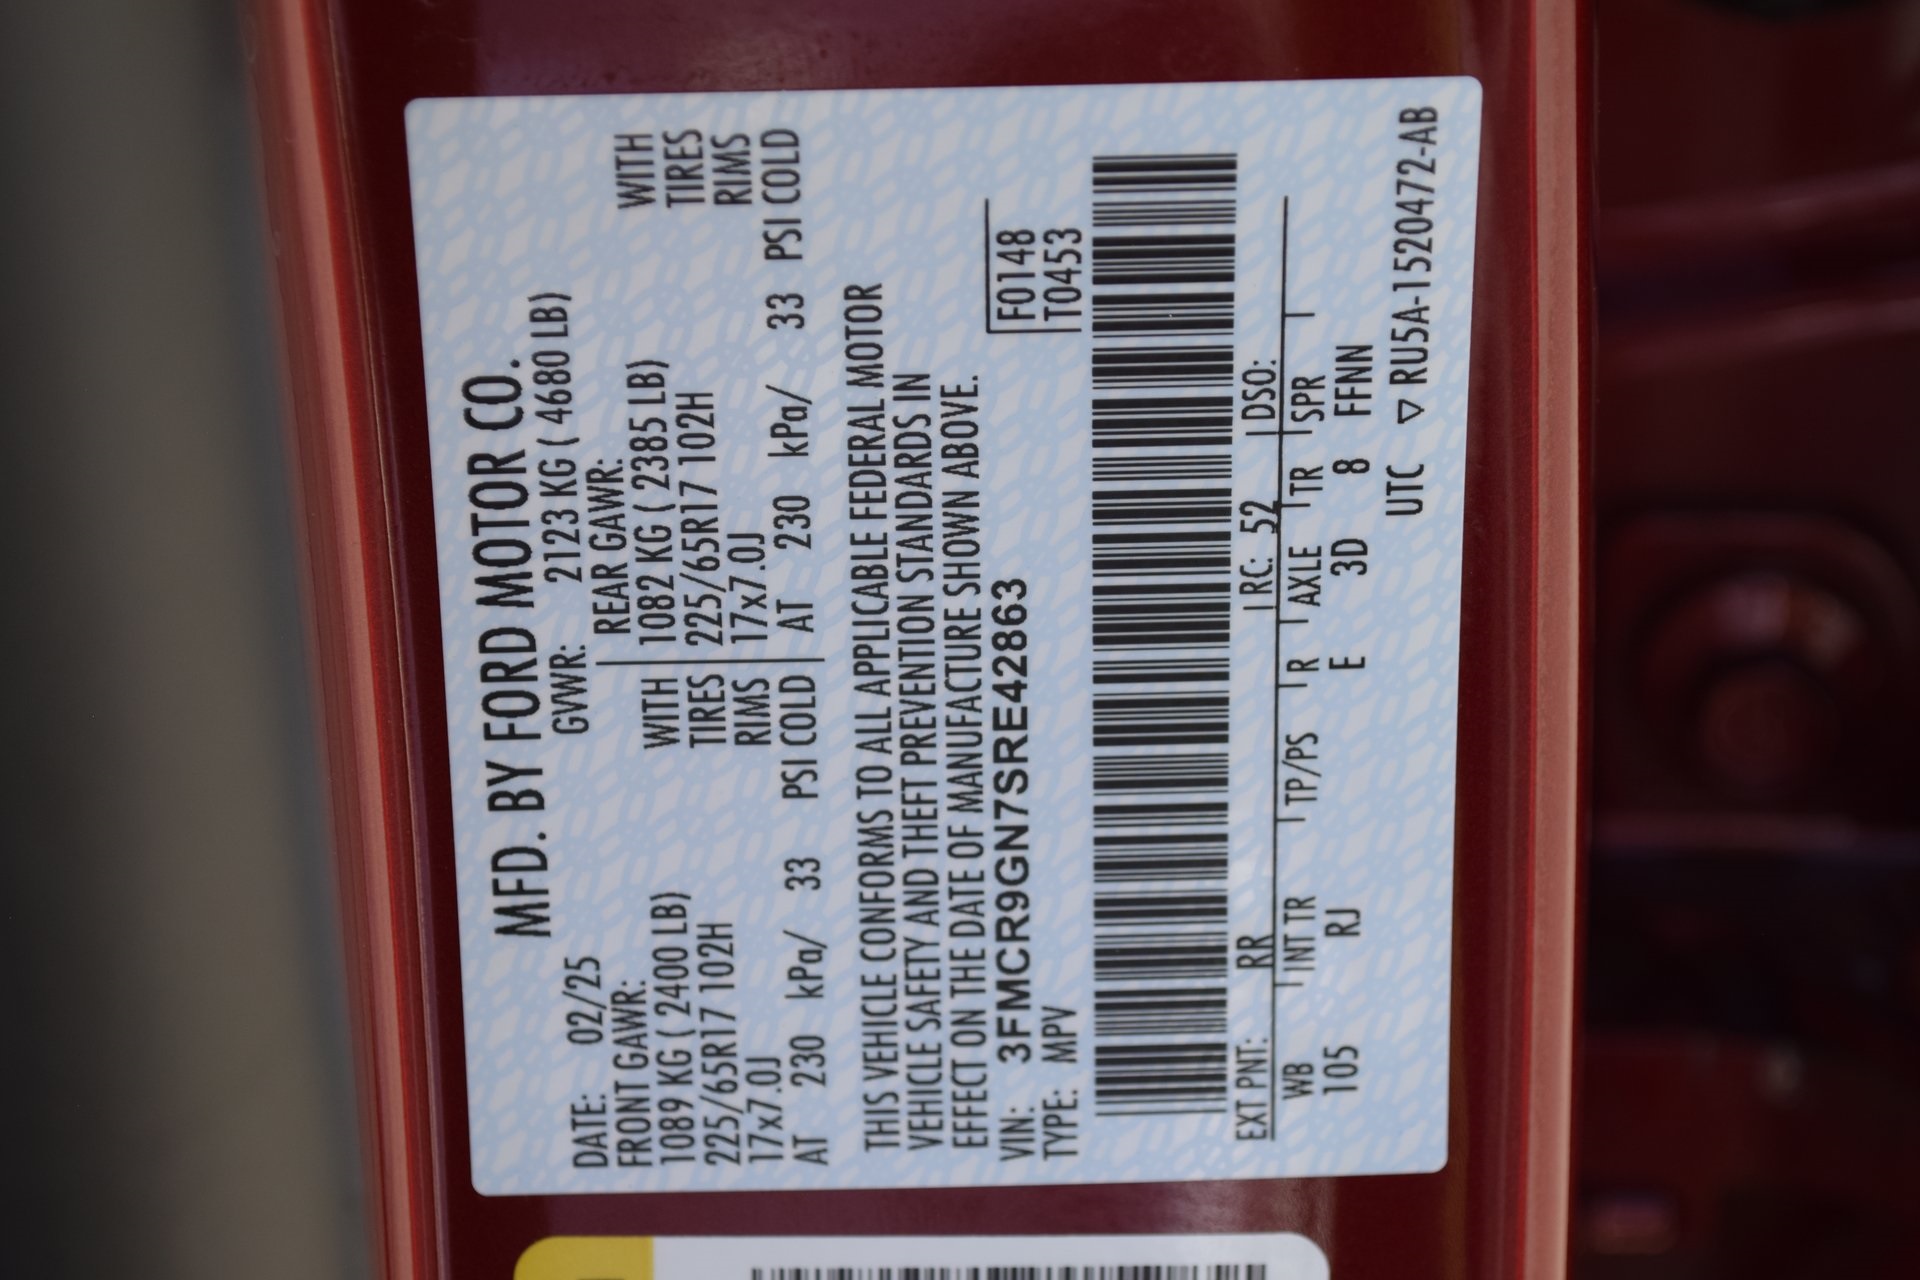 MFD. BY FORD MOTOR CO.
DATE: 02/25 GVWR: 2123 KG ( 4680 LB)
FRONT GAWR: REAR GAWR:
1089 KG ( 2400 LB) WITH 1082 KG ( 2385 LB) WITH
225/65R17 102H TIRES 225/65R17 102H TIRES
17x7.0J RIMS 17x7.0J RIMS
AT 230 kPa/ 33 PSI COLD AT 230 kPa/ 33 PSI COLD
THIS VEHICLE CONFORMS TO ALL APPLICABLE FEDERAL MOTOR
VEHICLE SAFETY AND THEFT PREVENTION STANDARDS IN
EFFECT ON THE DATE OF MANUFACTURE SHOWN ABOVE.
VIN: 3FMCR9GN7SRE42863 F0148
TYPE: MPV T0453
EXT PNT: RR RC: 52 DSO:
WB INT TR TP/PS R AXLE TR SPR
105 RJ E 3D 8 FFNN
UTC ▽ RU5A-1520472-AB